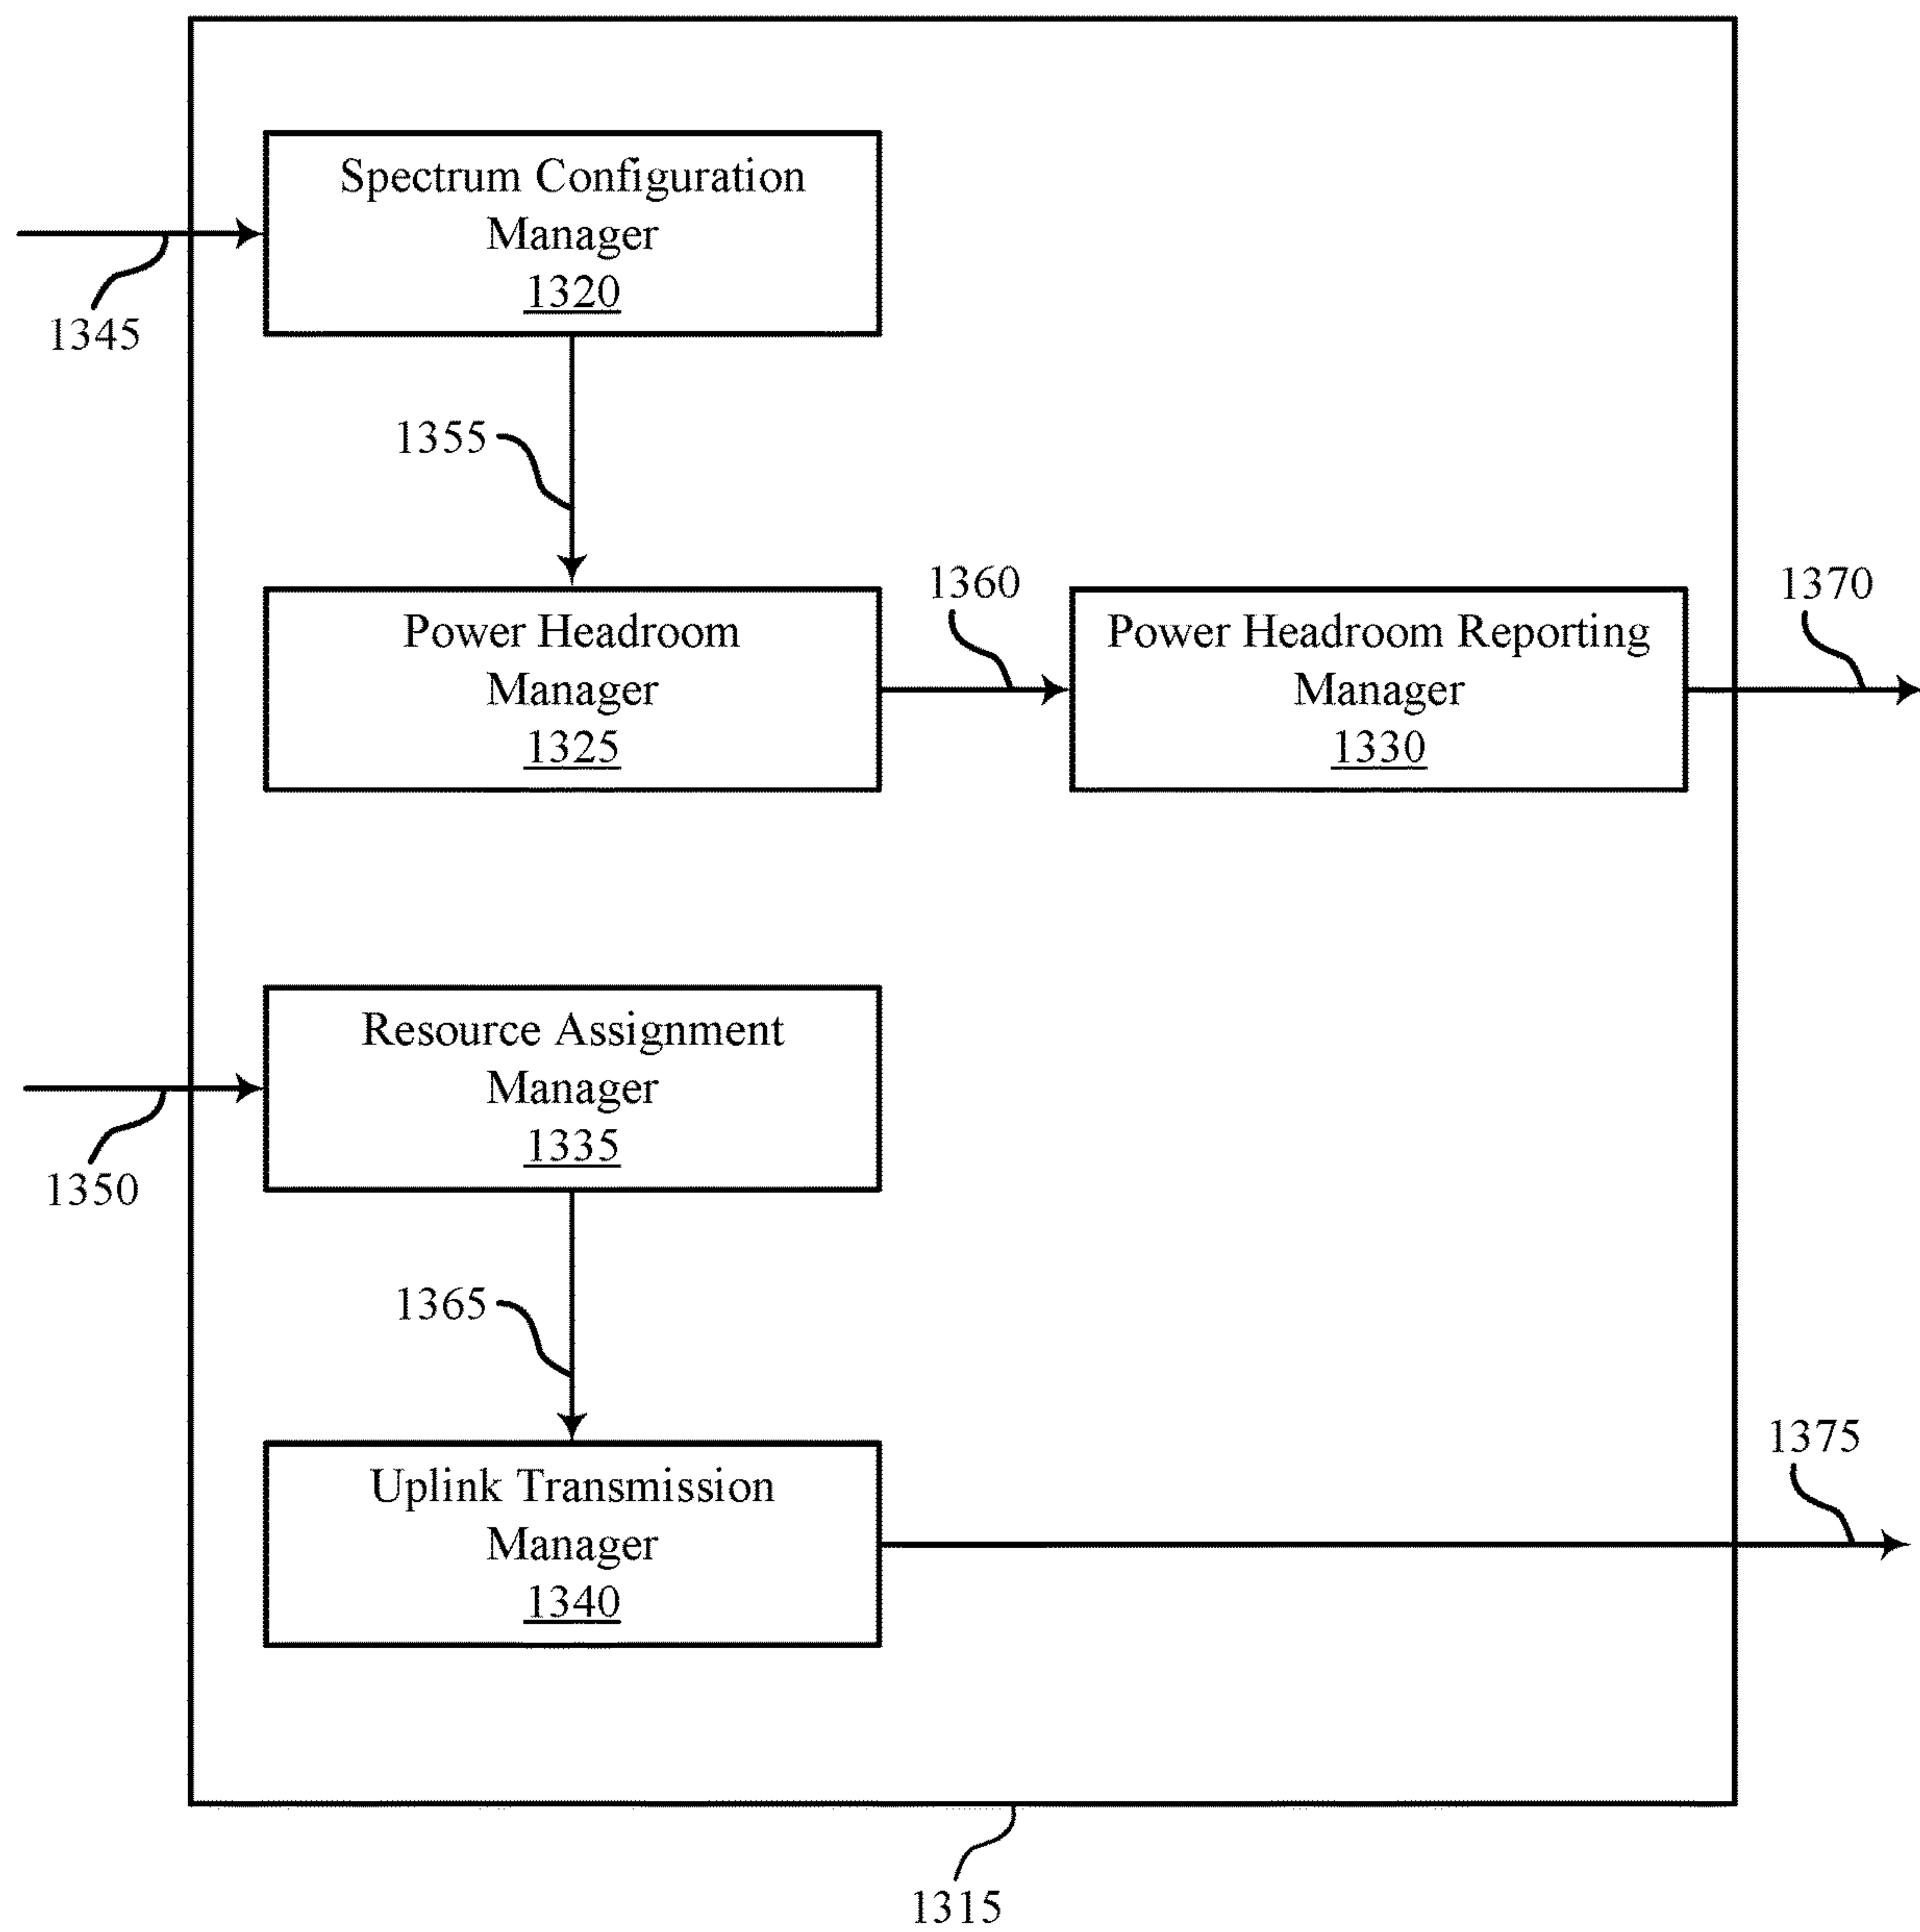 Spectrum Configuration
Manager
1320
1345
1355
Power Headroom
Manager
1325
1360
Power Headroom Reporting
Manager
1330
1370
Resource Assignment
Manager
1335
1350
1365
Uplink Transmission
Manager
1340
1375
1315